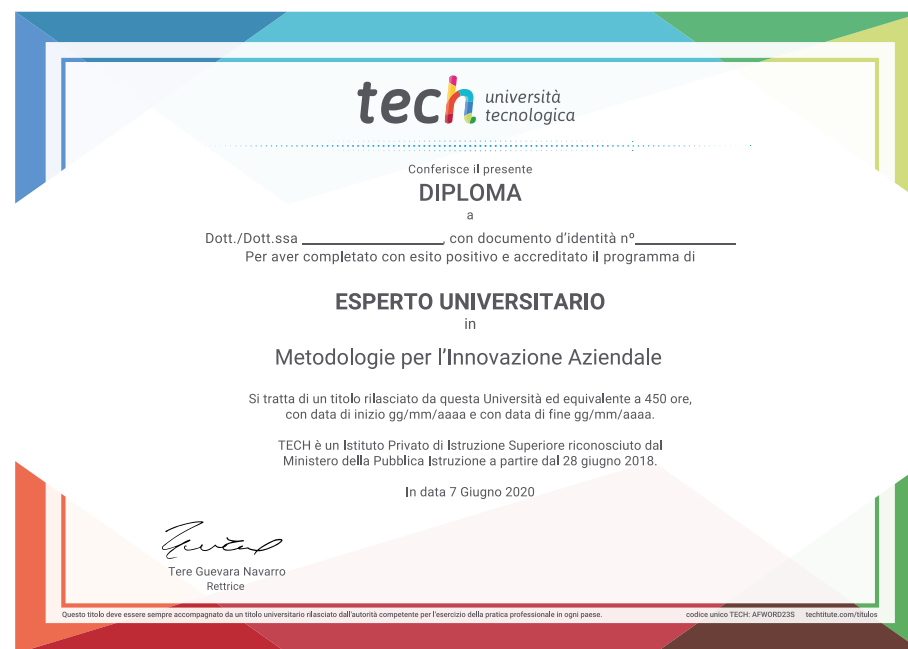 tech università
tecnologica
Conferisce il presente
DIPLOMA
a
Dott./Dott.ssa ____________________, con documento d'identità nº______________
Per aver completato con esito positivo e accreditato il programma di
ESPERTO UNIVERSITARIO
in
Metodologie per l'Innovazione Aziendale
Si tratta di un titolo rilasciato da questa Università ed equivalente a 450 ore,
con data di inizio gg/mm/aaaa e con data di fine gg/mm/aaaa.
TECH è un Istituto Privato di Istruzione Superiore riconosciuto dal
Ministero della Pubblica Istruzione a partire dal 28 giugno 2018.
In data 7 Giugno 2020
Tere Guevara Navarro
Rettrice
Questo titolo deve essere sempre accompagnato da un titolo universitario rilasciato dall'autorità competente per l'esercizio della pratica professionale in ogni paese. codice unico TECH: AFWORD23S techtitute.com/titulos